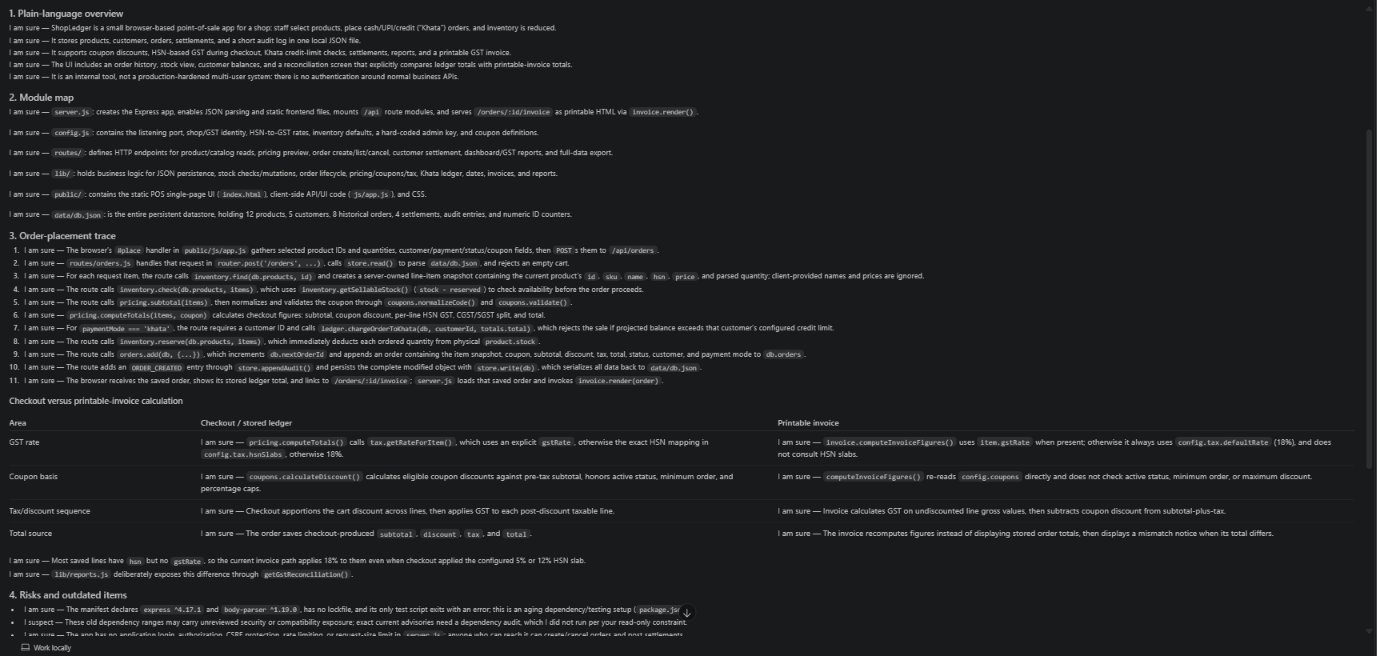 1. Plain-language overview
I am sure — ShopLedger is a small browser-based point-of-sale app for a shop: staff select products, place cash/UPI/credit ("Khata") orders, and inventory is reduced.
I am sure — It stores products, customers, orders, settlements, and a short audit log in one local JSON file.
I am sure — It supports coupon discounts, HSN-based GST during checkout, Khata credit-limit checks, settlements, reports, and a printable GST invoice.
I am sure — The UI includes an order history, stock view, customer balances, and a reconciliation screen that explicitly compares ledger totals with printable-invoice totals.
I am sure — It is an internal tool, not a production-hardened multi-user system: there is no authentication around normal business APIs.
2. Module map
I am sure — server.js: creates the Express app, enables JSON parsing and static frontend files, mounts /api route modules, and serves /orders/:id/invoice as printable HTML via invoice.render().
I am sure — config.js: contains the listening port, shop/GST identity, HSN-to-GST rates, inventory defaults, a hard-coded admin key, and coupon definitions.
I am sure — routes/: defines HTTP endpoints for product/catalog reads, pricing preview, order create/list/cancel, customer settlement, dashboard/GST reports, and full-data export.
I am sure — lib/: holds business logic for JSON persistence, stock checks/mutations, order lifecycle, pricing/coupons/tax, Khata ledger, dates, invoices, and reports.
I am sure — public/: contains the static POS single-page UI (index.html), client-side API/UI code (js/app.js), and CSS.
I am sure — data/db.json: is the entire persistent datastore, holding 12 products, 5 customers, 8 historical orders, 4 settlements, audit entries, and numeric ID counters.
3. Order-placement trace
1. I am sure — The browser's #place handler in public/js/app.js gathers selected product IDs and quantities, customer/payment/status/coupon fields, then POSTs them to /api/orders.
2. I am sure — routes/orders.js handles that request in router.post('/orders', ...), calls store.read() to parse data/db.json, and rejects an empty cart.
3. I am sure — For each request item, the route calls inventory.find(db.products, id) and creates a server-owned line-item snapshot containing the current product's id, sku, name, hsn, price, and parsed quantity; client-provided names and prices are ignored.
4. I am sure — The route calls inventory.check(db.products, items), which uses inventory.getSellableStock() (stock - reserved) to check availability before the order proceeds.
5. I am sure — The route calls pricing.subtotal(items), then normalizes and validates the coupon through coupons.normalizeCode() and coupons.validate().
6. I am sure — pricing.computeTotals(items, coupon) calculates checkout figures: subtotal, coupon discount, per-line HSN GST, CGST/SGST split, and total.
7. I am sure — For paymentMode === 'khata', the route requires a customer ID and calls ledger.chargeOrderToKhata(db, customerId, totals.total), which rejects the sale if projected balance exceeds that customer's configured credit limit.
8. I am sure — The route calls inventory.reserve(db.products, items), which immediately deducts each ordered quantity from physical product.stock.
9. I am sure — The route calls orders.add(db, {...}), which increments db.nextOrderId and appends an order containing the item snapshot, coupon, subtotal, discount, tax, total, status, customer, and payment mode to db.orders.
10. I am sure — The route adds an ORDER_CREATED entry through store.appendAudit() and persists the complete modified object with store.write(db), which serializes all data back to data/db.json.
11. I am sure — The browser receives the saved order, shows its stored ledger total, and links to /orders/:id/invoice; server.js loads that saved order and invokes invoice.render(order).
Checkout versus printable-invoice calculation
Area Checkout / stored ledger Printable invoice
GST rate I am sure — pricing.computeTotals() calls tax.getRateForItem(), which uses an explicit gstRate, otherwise the exact HSN mapping in config.tax.hsnSlabs, otherwise 18%. I am sure — invoice.computeInvoiceFigures() uses item.gstRate when present; otherwise it always uses config.tax.defaultRate (18%), and does not consult HSN slabs.
Coupon basis I am sure — coupons.calculateDiscount() calculates eligible coupon discounts against pre-tax subtotal, honors active status, minimum order, and percentage caps. I am sure — computeInvoiceFigures() re-reads config.coupons directly and does not check active status, minimum order, or maximum discount.
Tax/discount sequence I am sure — Checkout apportions the cart discount across lines, then applies GST to each post-discount taxable line. I am sure — Invoice calculates GST on undiscounted line gross values, then subtracts coupon discount from subtotal-plus-tax.
Total source I am sure — The order saves checkout-produced subtotal, discount, tax, and total. I am sure — The invoice recomputes figures instead of displaying stored order totals, then displays a mismatch notice when its total differs.
I am sure — Most saved lines have hsn but no gstRate, so the current invoice path applies 18% to them even when checkout applied the configured 5% or 12% HSN slab.
I am sure — lib/reports.js deliberately exposes this difference through getGstReconciliation().
4. Risks and outdated items
• I am sure — The manifest declares express ^4.17.1 and body-parser ^1.19.0, has no lockfile, and its only test script exits with an error; this is an aging dependency/testing setup (package.jsr
• I suspect — These old dependency ranges may carry unreviewed security or compatibility exposure; exact current advisories need a dependency audit, which I did not run per your read-only constraint.
• I am sure — The app has no application login, authorization, CSRF protection, rate limiting, or request-size limit in server.js; anyone who can reach it can create/cancel orders and post settlements.
Work locally